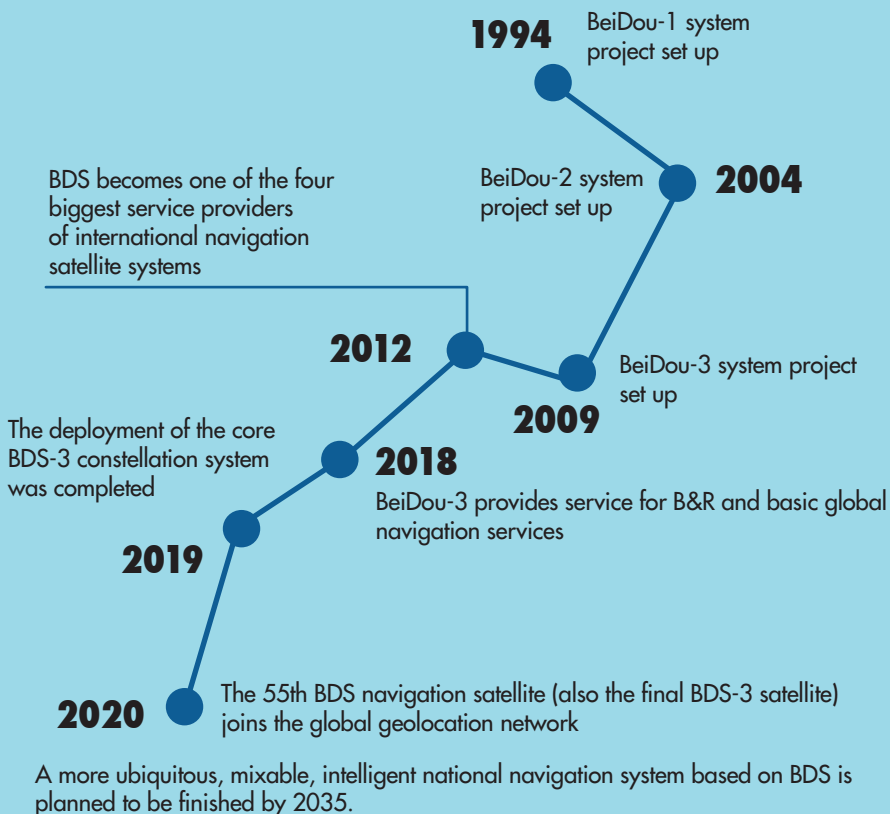 1994
BeiDou-1 system
project set up
BeiDou-2 system
project set up
2004
BDS becomes one of the four
biggest service providers
of international navigation
satellite systems
2012
BeiDou-3 system project
set up
2009
The deployment of the core
BDS-3 constellation system
was completed
2018
BeiDou-3 provides service for B&R and basic global
navigation services
2019
2020
The 55th BDS navigation satellite (also the final BDS-3 satellite)
joins the global geolocation network
A more ubiquitous, mixable, intelligent national navigation system based on BDS is
planned to be finished by 2035.